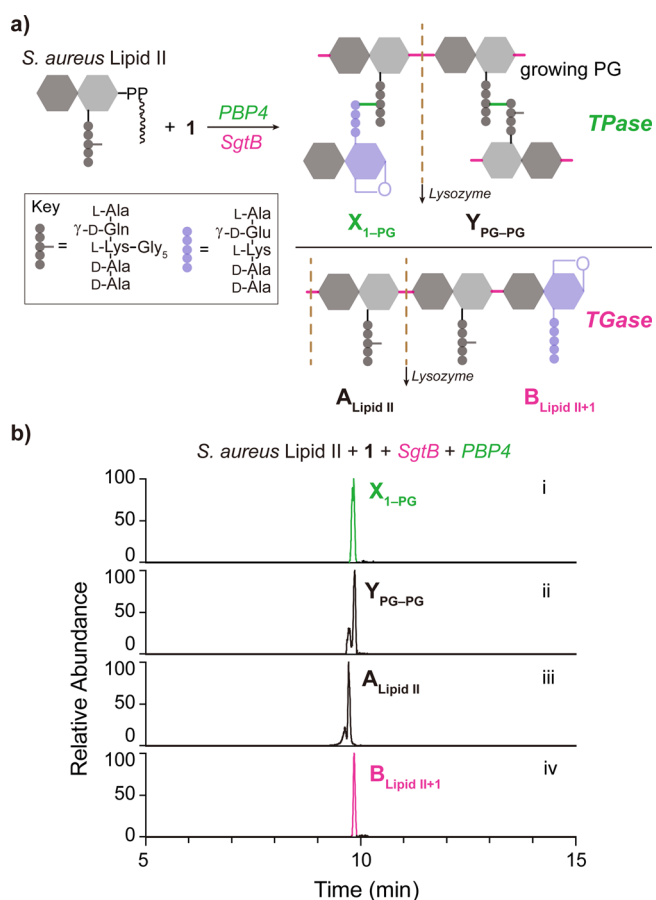 a)
S. aureus Lipid II
PP
+ 1
PBP4
SgtB
growing PG
TPase
Lysozyme
X1–PG
YPG–PG
Key
=
L-Ala
γ-D-Gln
L-Lys-Gly5
D-Ala
D-Ala
=
L-Ala
γ-D-Glu
L-Lys
D-Ala
D-Ala
TGase
Lysozyme
ALipid II
BLipid II+1
b)
S. aureus Lipid II + 1 + SgtB + PBP4
Relative Abundance
100
50
0
X1–PG
i
100
50
0
YPG–PG
ii
100
50
0
ALipid II
iii
100
50
0
BLipid II+1
iv
5 10 15
Time (min)